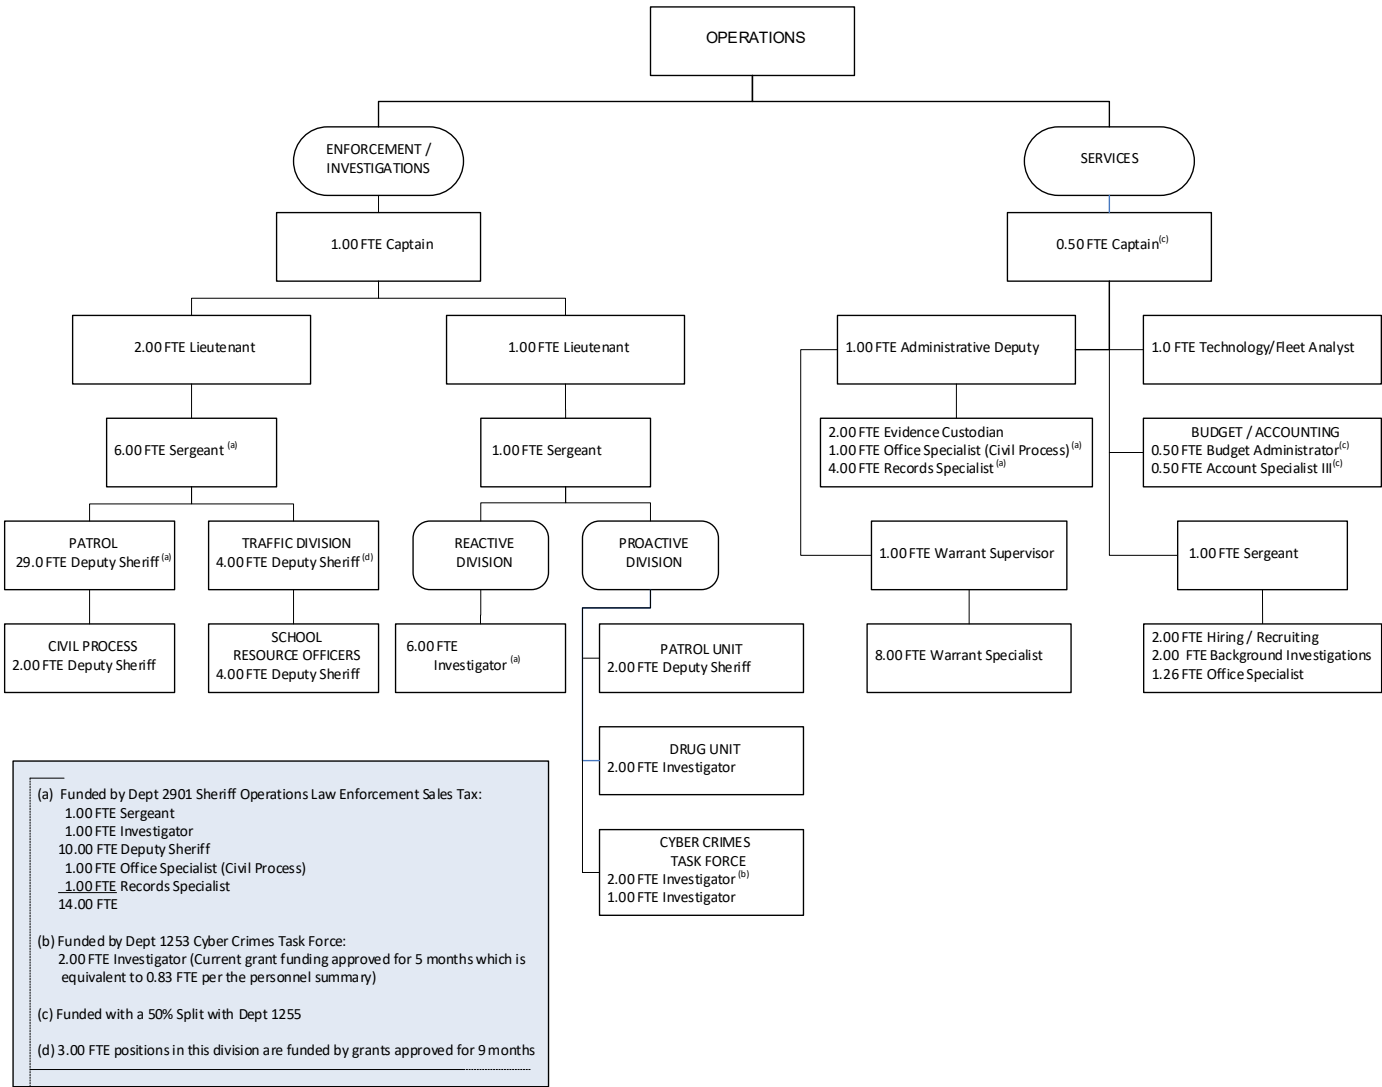 OPERATIONS
ENFORCEMENT /
INVESTIGATIONS
SERVICES
1.00 FTE Captain
0.50 FTE Captain(c)
2.00 FTE Lieutenant
1.00 FTE Lieutenant
1.00 FTE Administrative Deputy
1.0 FTE Technology/Fleet Analyst
6.00 FTE Sergeant (a)
1.00 FTE Sergeant
2.00 FTE Evidence Custodian
1.00 FTE Office Specialist (Civil Process) (a)
4.00 FTE Records Specialist (a)
BUDGET / ACCOUNTING
0.50 FTE Budget Administrator(c)
0.50 FTE Account Specialist III(c)
PATROL
29.0 FTE Deputy Sheriff (a)
TRAFFIC DIVISION
4.00 FTE Deputy Sheriff (d)
REACTIVE
DIVISION
PROACTIVE
DIVISION
1.00 FTE Warrant Supervisor
1.00 FTE Sergeant
CIVIL PROCESS
2.00 FTE Deputy Sheriff
SCHOOL
RESOURCE OFFICERS
4.00 FTE Deputy Sheriff
6.00 FTE
Investigator (a)
PATROL UNIT
2.00 FTE Deputy Sheriff
8.00 FTE Warrant Specialist
2.00 FTE Hiring / Recruiting
2.00 FTE Background Investigations
1.26 FTE Office Specialist
DRUG UNIT
2.00 FTE Investigator
CYBER CRIMES
TASK FORCE
2.00 FTE Investigator (b)
1.00 FTE Investigator
(a) Funded by Dept 2901 Sheriff Operations Law Enforcement Sales Tax:
1.00 FTE Sergeant
1.00 FTE Investigator
10.00 FTE Deputy Sheriff
1.00 FTE Office Specialist (Civil Process)
1.00 FTE Records Specialist
14.00 FTE
(b) Funded by Dept 1253 Cyber Crimes Task Force:
2.00 FTE Investigator (Current grant funding approved for 5 months which is
equivalent to 0.83 FTE per the personnel summary)
(c) Funded with a 50% Split with Dept 1255
(d) 3.00 FTE positions in this division are funded by grants approved for 9 months